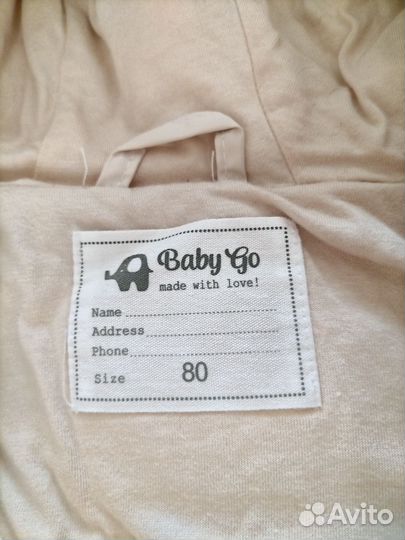 Baby Go
made with love!
Name
Address
Phone
Size 80
Avito